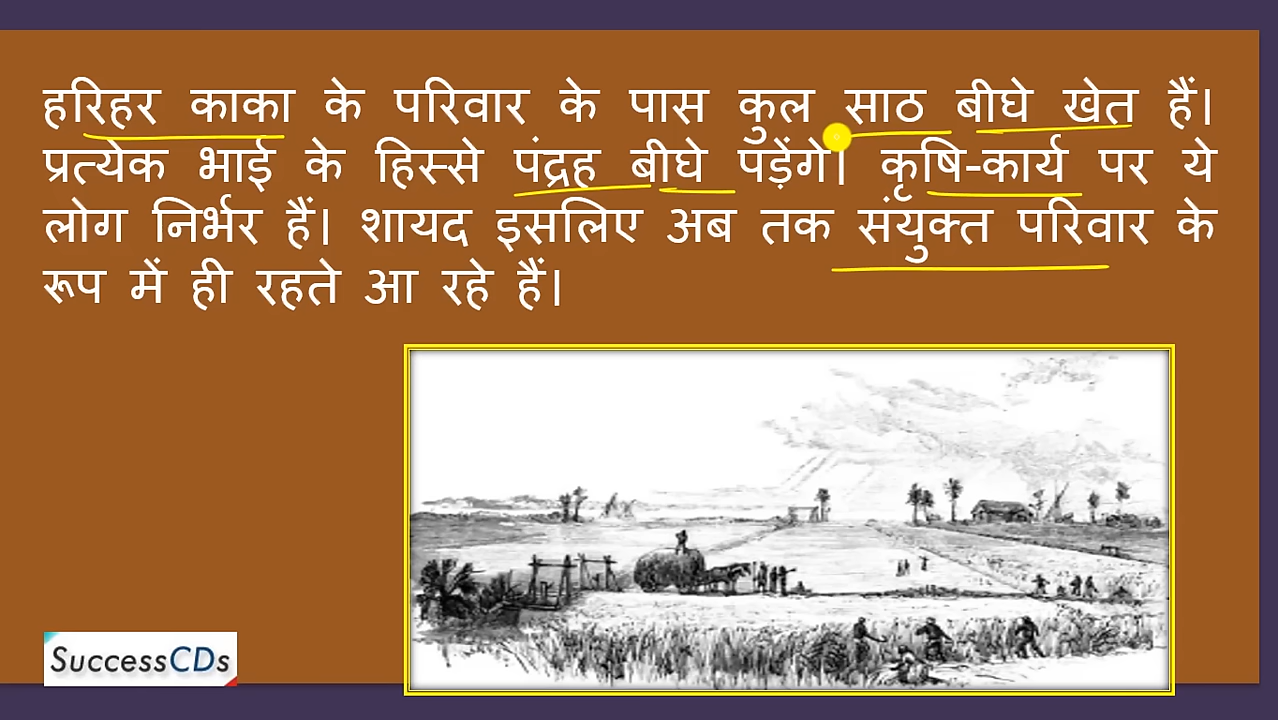 हरिहर काका के परिवार के पास कुल साठ बीघे खेत हैं।
प्रत्येक भाई के हिस्से पंद्रह बीघे पड़ेंगे। कृषि-कार्य पर ये
लोग निर्भर हैं। शायद इसलिए अब तक संयुक्त परिवार के
रूप में ही रहते आ रहे हैं।
SuccessCDs